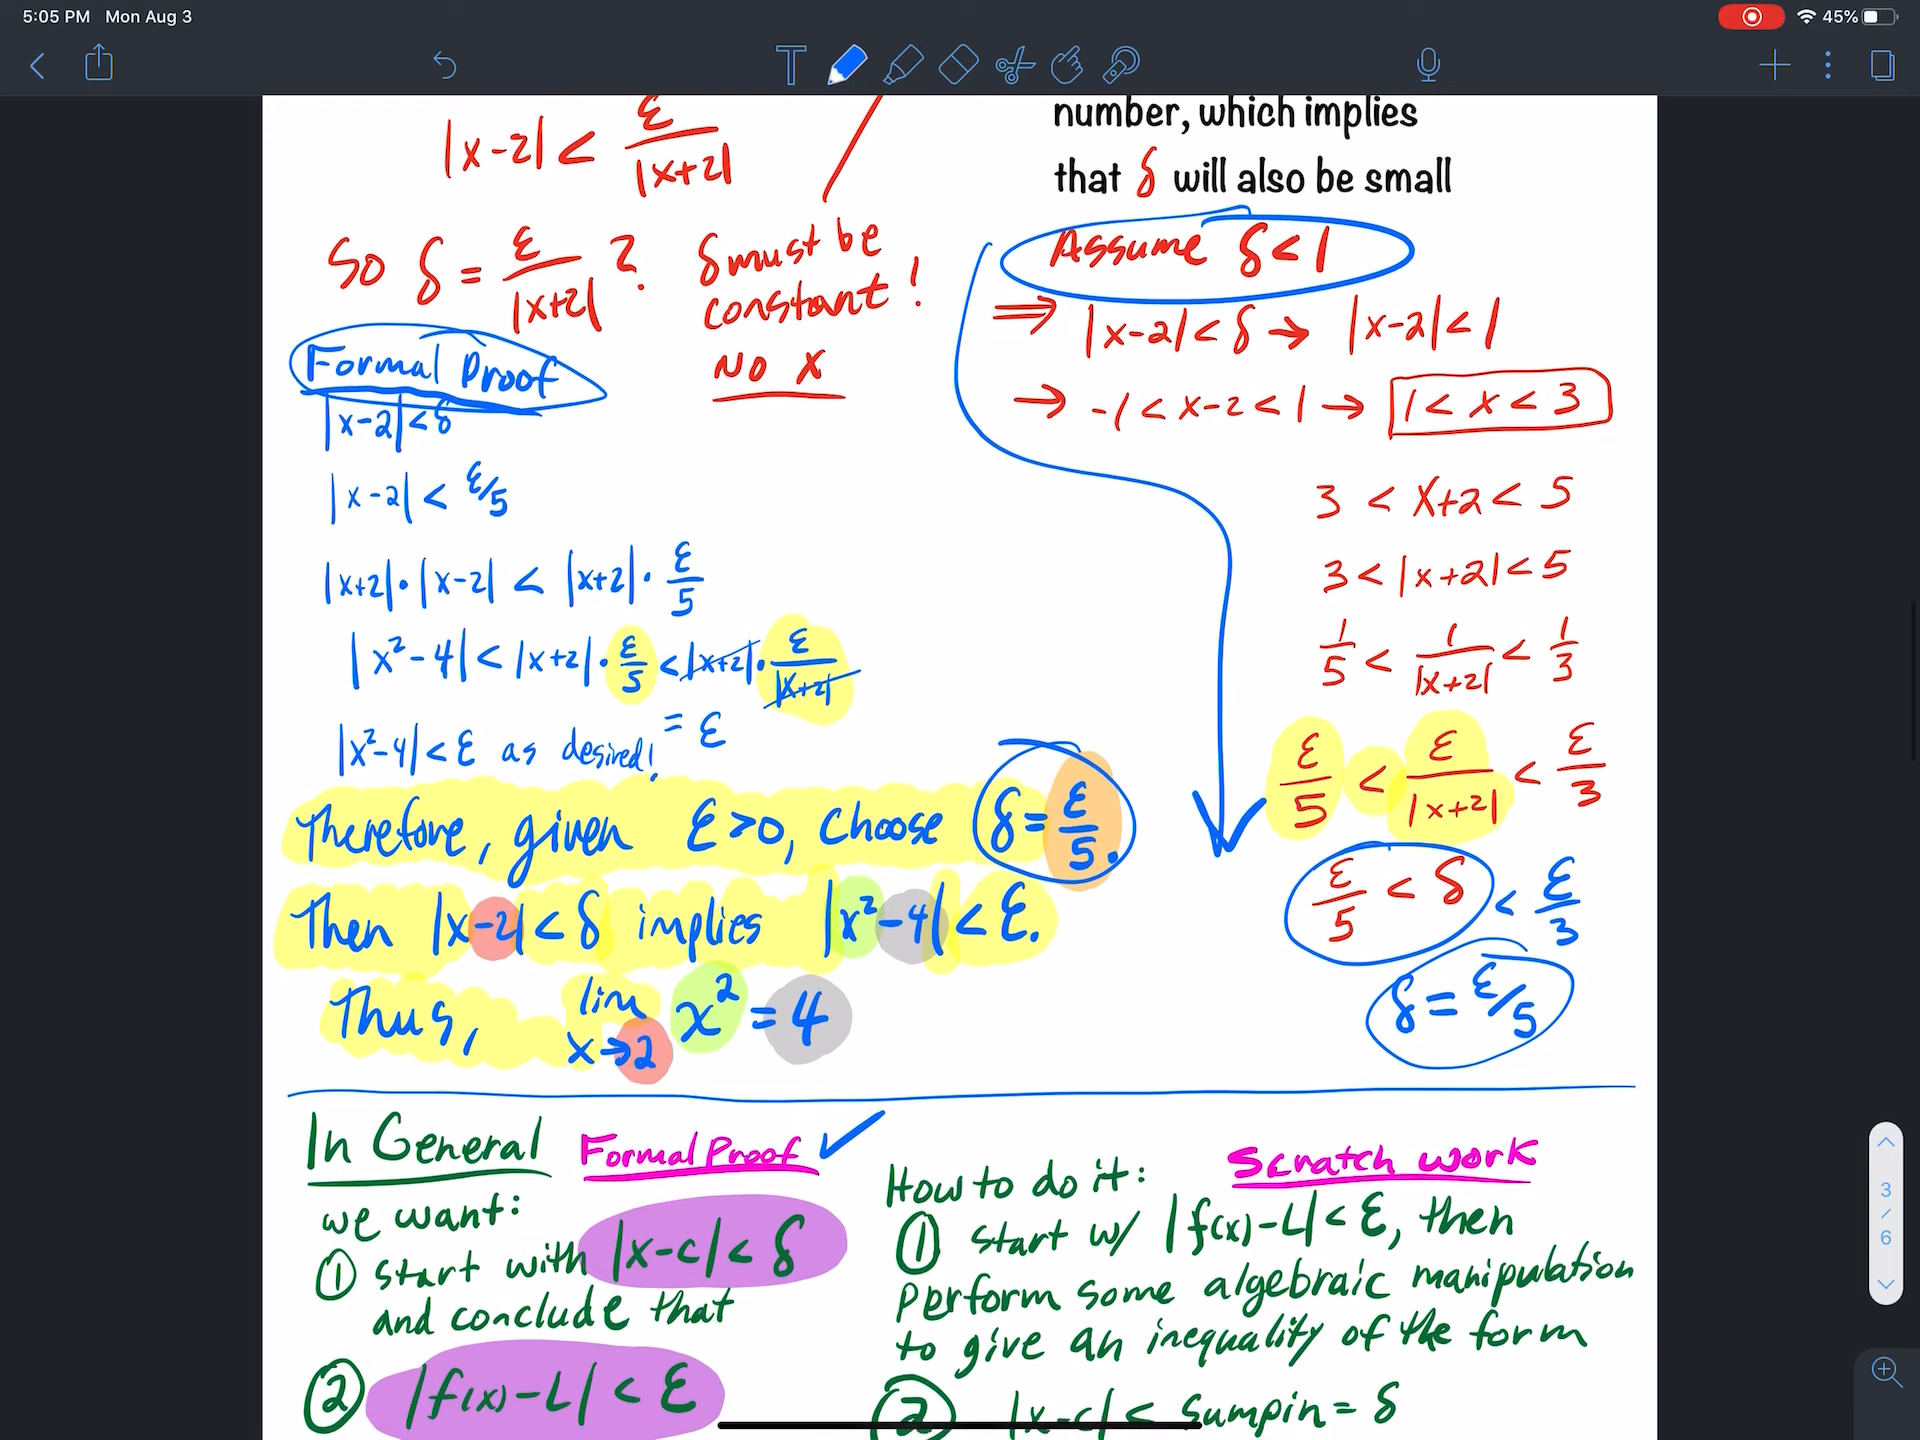 5:05 PM Mon Aug 3
45%
|x-2| < ε/|x+2|
So δ = ε/|x+2| ?
δ must be
constant!
NO X
Formal Proof
|x-2| < δ
|x-2| < ε/5
|x+2|·|x-2| < |x+2|·ε/5
|x²-4| < |x+2|·ε/5 < |x+2|·ε/|x+2|
= ε
|x²-4| < ε as desired!
Therefore, given ε>0, choose δ = ε/5.
Then |x-2| < δ implies |x²-4| < ε.
Thus, lim x→2 x² = 4
number, which implies
that δ will also be small
Assume δ < 1
⇒ |x-2| < δ → |x-2| < 1
→ -1 < x-2 < 1 → 1 < x < 3
3 < x+2 < 5
3 < |x+2| < 5
1/5 < 1/|x+2| < 1/3
ε/5 < ε/|x+2| < ε/3
ε/5 < δ < ε/3
δ = ε/5
In General
Formal Proof ✓
we want:
① start with |x-c| < δ
and conclude that
② |f(x)-L| < ε
Scratch work
How to do it:
① Start w/ |f(x)-L| < ε, then
perform some algebraic manipulation
to give an inequality of the form
② |x-c| < sumpin = δ
3
/
6